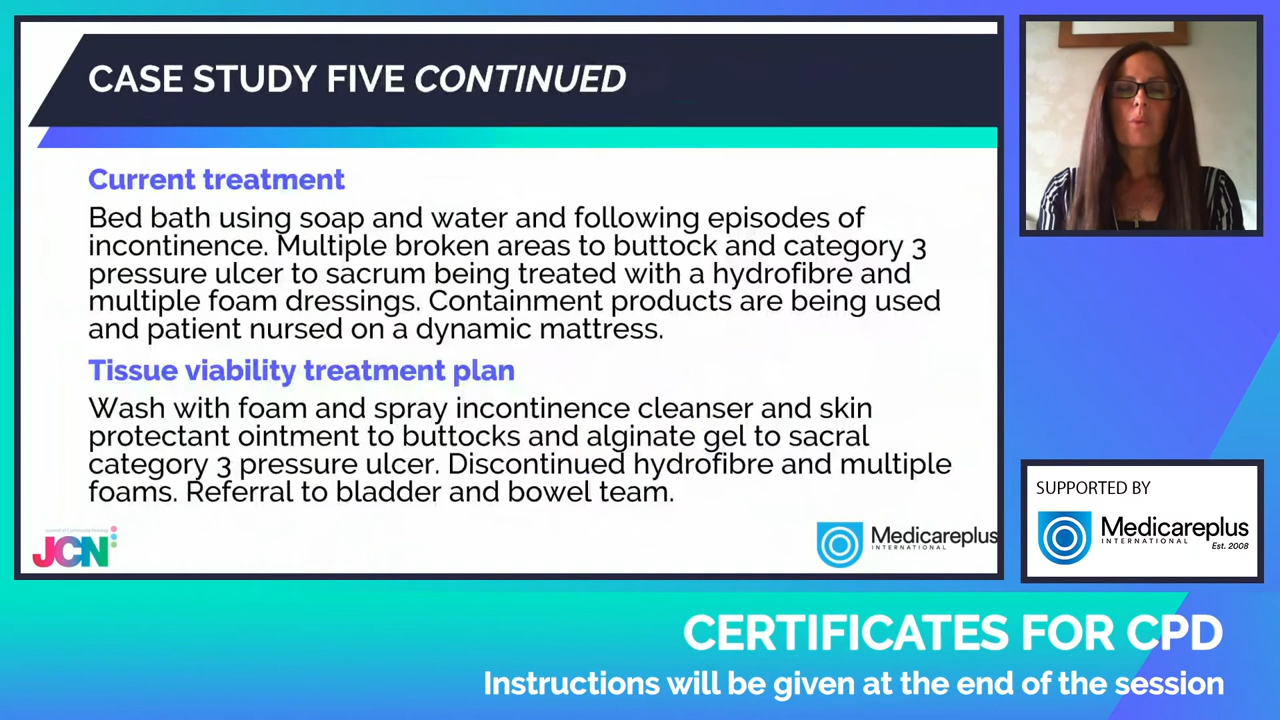 CASE STUDY FIVE CONTINUED
Current treatment
Bed bath using soap and water and following episodes of
incontinence. Multiple broken areas to buttock and category 3
pressure ulcer to sacrum being treated with a hydrofibre and
multiple foam dressings. Containment products are being used
and patient nursed on a dynamic mattress.
Tissue viability treatment plan
Wash with foam and spray incontinence cleanser and skin
protectant ointment to buttocks and alginate gel to sacral
category 3 pressure ulcer. Discontinued hydrofibre and multiple
foams. Referral to bladder and bowel team.
Journal of Community Nursing
JCN
Medicareplus
INTERNATIONAL
SUPPORTED BY
Medicareplus
INTERNATIONAL
Est. 2008
CERTIFICATES FOR CPD
Instructions will be given at the end of the session